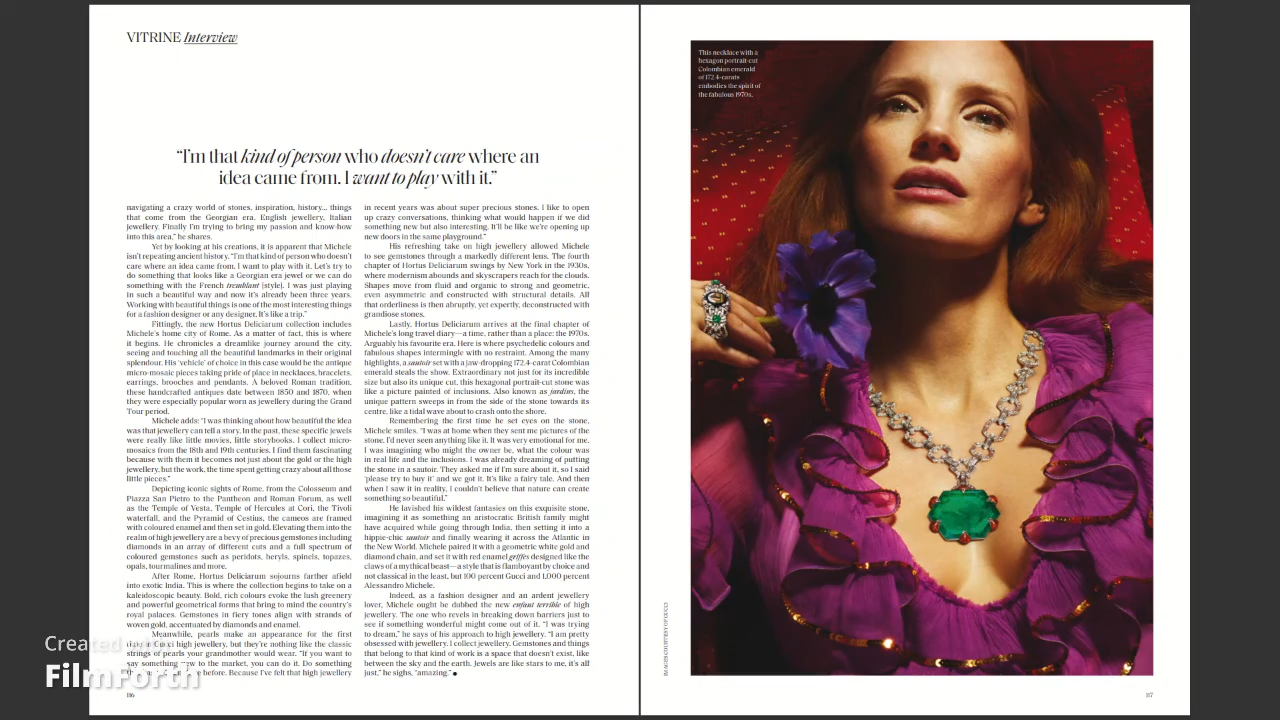 VITRINE Interview
“I’m that kind of person who doesn’t care where an
idea came from. I want to play with it.”
navigating a crazy world of stones, inspiration, history... things
that come from the Georgian era, English jewellery, Italian
jewellery. Finally I’m trying to bring my passion and know-how
into this area,” he shares.
Yet by looking at his creations, it is apparent that Michele
isn’t repeating ancient history. “I’m that kind of person who doesn’t
care where an idea came from. I want to play with it. Let’s try to
do something that looks like a Georgian era jewel or we can do
something with the French tremblant [style]. I was just playing
in such a beautiful way and now it’s already been three years.
Working with beautiful things is one of the most interesting things
for a fashion designer or any designer. It’s like a trip.”
Fittingly, the new Hortus Deliciarum collection includes
Michele’s home city of Rome. As a matter of fact, this is where
it begins. He chronicles a dreamlike journey around the city,
seeing and touching all the beautiful landmarks in their original
splendour. His ‘vehicle’ of choice in this case would be the antique
micro-mosaic pieces taking pride of place in necklaces, bracelets,
earrings, brooches and pendants. A beloved Roman tradition,
these handcrafted antiques date between 1850 and 1870, when
they were especially popular worn as jewellery during the Grand
Tour period.
Michele adds: “I was thinking about how beautiful the idea
was that jewellery can tell a story. In the past, these specific jewels
were really like little movies, little storybooks. I collect micro-
mosaics from the 18th and 19th centuries. I find them fascinating
because with them it becomes not just about the gold or the high
jewellery, but the work, the time spent getting crazy about all those
little pieces.”
Depicting iconic sights of Rome, from the Colosseum and
Piazza San Pietro to the Pantheon and Roman Forum, as well
as the Temple of Vesta, Temple of Hercules at Cori, the Tivoli
waterfall, and the Pyramid of Cestius, the cameos are framed
with coloured enamel and then set in gold. Elevating them into the
realm of high jewellery are a bevy of precious gemstones including
diamonds in an array of different cuts and a full spectrum of
coloured gemstones such as peridots, beryls, spinels, topazes,
opals, tourmalines and more.
After Rome, Hortus Deliciarum sojourns farther afield
into exotic India. This is where the collection begins to take on a
kaleidoscopic beauty. Bold, rich colours evoke the lush greenery
and powerful geometrical forms that bring to mind the country’s
royal palaces. Gemstones in fiery tones align with strands of
woven gold, accentuated by diamonds and enamel.
Meanwhile, pearls make an appearance for the first
high jewellery, but they’re nothing like the classic
strings of pearls your grandmother would wear. “If you want to
say something new to the market, you can do it. Do something
before. Because I’ve felt that high jewellery
in recent years was about super precious stones. I like to open
up crazy conversations, thinking what would happen if we did
something new but also interesting. It’ll be like we’re opening up
new doors in the same playground.”
His refreshing take on high jewellery allowed Michele
to see gemstones through a markedly different lens. The fourth
chapter of Hortus Deliciarum swings by New York in the 1930s,
where modernism abounds and skyscrapers reach for the clouds.
Shapes move from fluid and organic to strong and geometric,
even asymmetric and constructed with structural details. All
that orderliness is then abruptly, yet expertly, deconstructed with
grandiose stones.
Lastly, Hortus Deliciarum arrives at the final chapter of
Michele’s long travel diary—a time, rather than a place: the 1970s.
Arguably his favourite era. Here is where psychedelic colours and
fabulous shapes intermingle with no restraint. Among the many
highlights, a sautoir set with a jaw-dropping 172.4-carat Colombian
emerald steals the show. Extraordinary not just for its incredible
size but also its unique cut, this hexagonal portrait-cut stone was
like a picture painted of inclusions. Also known as jardins, the
unique pattern sweeps in from the side of the stone towards its
centre, like a tidal wave about to crash onto the shore.
Remembering the first time he set eyes on the stone,
Michele smiles. “I was at home when they sent me pictures of the
stone. I’d never seen anything like it. It was very emotional for me.
I was imagining who might the owner be, what the colour was
in real life and the inclusions. I was already dreaming of putting
the stone in a sautoir. They asked me if I’m sure about it, so I said
‘please try to buy it’ and we got it. It’s like a fairy tale. And then
when I saw it in reality, I couldn’t believe that nature can create
something so beautiful.”
He lavished his wildest fantasies on this exquisite stone,
imagining it as something an aristocratic British family might
have acquired while going through India, then setting it into a
hippie-chic sautoir and finally wearing it across the Atlantic in
the New World. Michele paired it with a geometric white gold and
diamond chain, and set it with red enamel griffes designed like the
claws of a mythical beast—a style that is flamboyant by choice and
not classical in the least, but 100 percent Gucci and 1,000 percent
Alessandro Michele.
Indeed, as a fashion designer and an ardent jewellery
lover, Michele ought be dubbed the new enfant terrible of high
jewellery. The one who revels in breaking down barriers just to
see if something wonderful might come out of it. “I was trying
to dream,” he says of his approach to high jewellery. “I am pretty
obsessed with jewellery. I collect jewellery. Gemstones and things
that belong to that kind of work is a space that doesn’t exist, like
between the sky and the earth. Jewels are like stars to me, it’s all
just,” he sighs, “amazing.”
116
This necklace with a
hexagon portrait-cut
Colombian emerald
of 172.4-carats
embodies the spirit of
the fabulous 1970s.
IMAGES COURTESY OF GUCCI
117
Created with
FilmForth